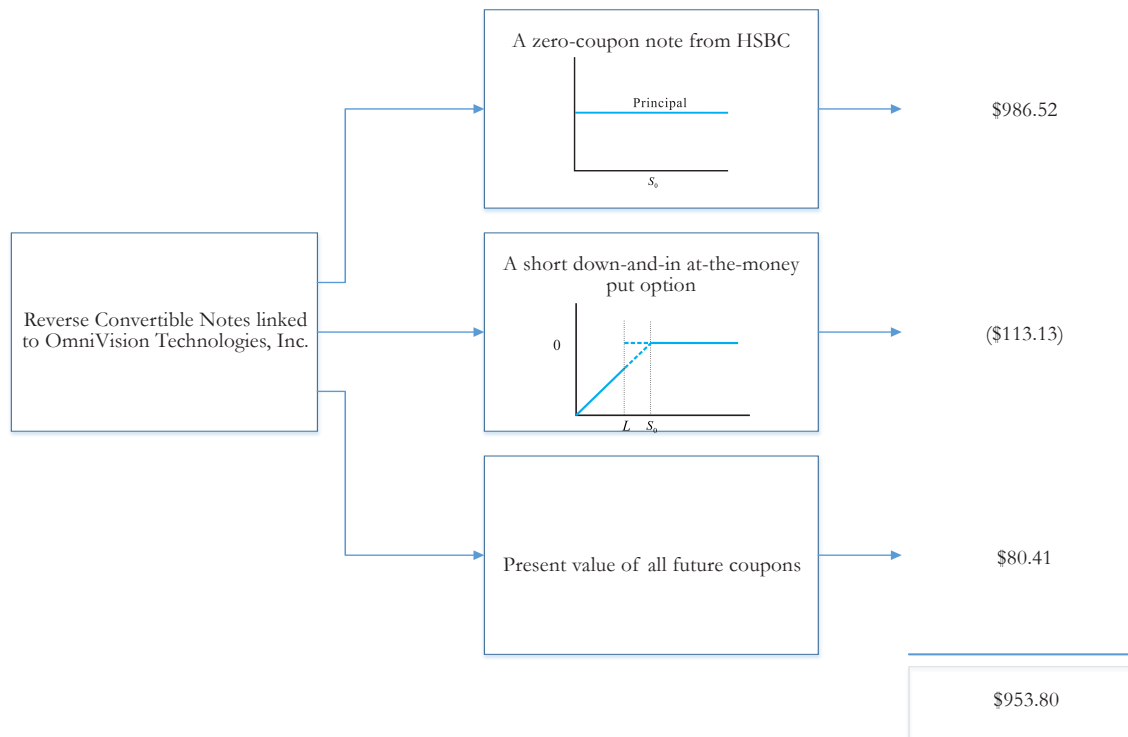 A zero-coupon note from HSBC
Principal
S₀
$986.52
Reverse Convertible Notes linked
to OmniVision Technologies, Inc.
A short down-and-in at-the-money
put option
0
L S₀
($113.13)
Present value of all future coupons
$80.41
$953.80